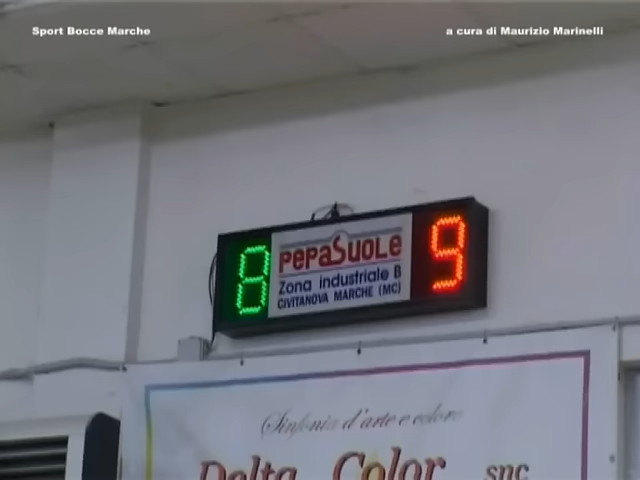 Sport Bocce Marche
a cura di Maurizio Marinelli
8
PEPASUOLE
9
Zona industriale B
CIVITANOVA MARCHE (MC)
Sinfonia d'arte e colore
Delta Color snc